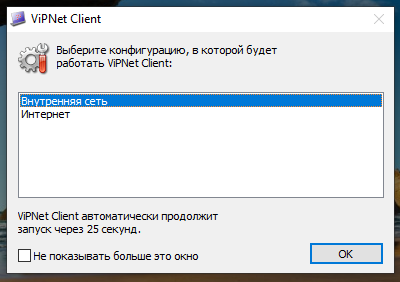 ViPNet Client
Выберите конфигурацию, в которой будет
работать ViPNet Client:
Внутренняя сеть
Интернет
ViPNet Client автоматически продолжит
запуск через 25 секунд.
Не показывать больше это окно
OK